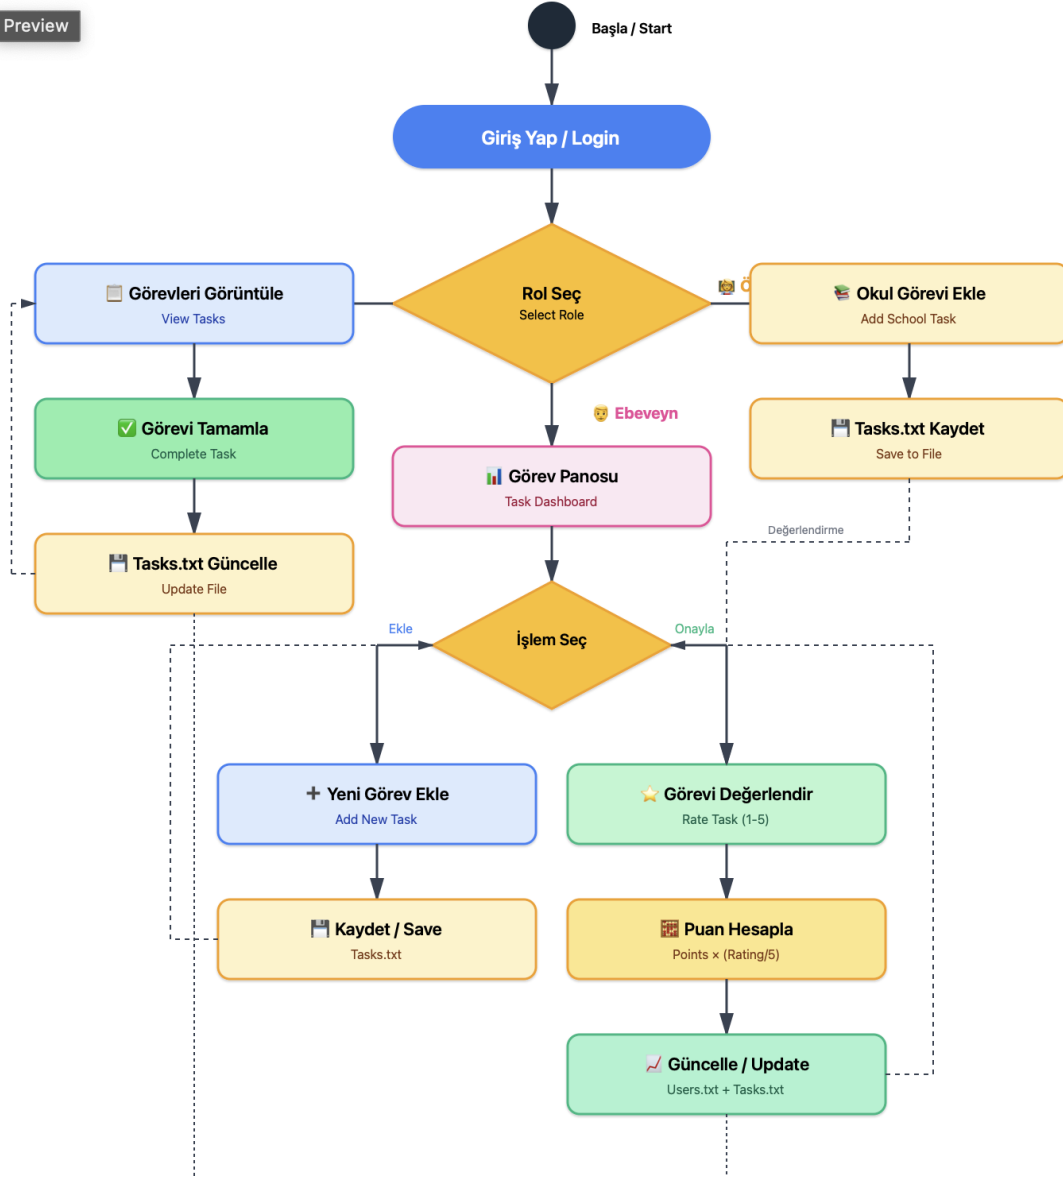 Preview
Başla / Start
Giriş Yap / Login
Rol Seç
Select Role
Görevleri Görüntüle
View Tasks
Okul Görevi Ekle
Add School Task
Görevi Tamamla
Complete Task
Ebeveyn
Tasks.txt Kaydet
Save to File
Görev Panosu
Task Dashboard
Değerlendirme
Tasks.txt Güncelle
Update File
Ekle
İşlem Seç
Onayla
Yeni Görev Ekle
Add New Task
Görevi Değerlendir
Rate Task (1-5)
Kaydet / Save
Tasks.txt
Puan Hesapla
Points × (Rating/5)
Güncelle / Update
Users.txt + Tasks.txt